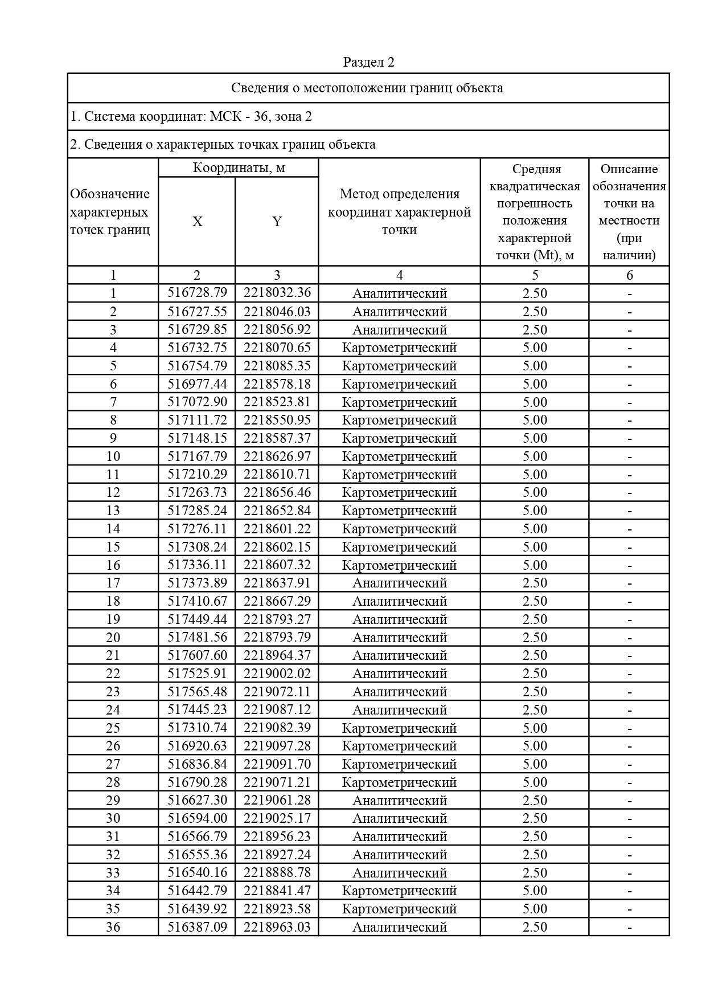 Раздел 2
Сведения о местоположении границ объекта
1. Система координат: МСК - 36, зона 2
2. Сведения о характерных точках границ объекта
Обозначение
характерных
точек границ
Координаты, м
X Y
Метод определения
координат характерной
точки
Средняя
квадратическая
погрешность
положения
характерной
точки (Mt), м
Описание
обозначения
точки на
местности
(при
наличии)
1 2 3 4 5 6
1 516728.79 2218032.36 Аналитический 2.50 -
2 516727.55 2218046.03 Аналитический 2.50 -
3 516729.85 2218056.92 Аналитический 2.50 -
4 516732.75 2218070.65 Картометрический 5.00 -
5 516754.79 2218085.35 Картометрический 5.00 -
6 516977.44 2218578.18 Картометрический 5.00 -
7 517072.90 2218523.81 Картометрический 5.00 -
8 517111.72 2218550.95 Картометрический 5.00 -
9 517148.15 2218587.37 Картометрический 5.00 -
10 517167.79 2218626.97 Картометрический 5.00 -
11 517210.29 2218610.71 Картометрический 5.00 -
12 517263.73 2218656.46 Картометрический 5.00 -
13 517285.24 2218652.84 Картометрический 5.00 -
14 517276.11 2218601.22 Картометрический 5.00 -
15 517308.24 2218602.15 Картометрический 5.00 -
16 517336.11 2218607.32 Картометрический 5.00 -
17 517373.89 2218637.91 Аналитический 2.50 -
18 517410.67 2218667.29 Аналитический 2.50 -
19 517449.44 2218793.27 Аналитический 2.50 -
20 517481.56 2218793.79 Аналитический 2.50 -
21 517607.60 2218964.37 Аналитический 2.50 -
22 517525.91 2219002.02 Аналитический 2.50 -
23 517565.48 2219072.11 Аналитический 2.50 -
24 517445.23 2219087.12 Аналитический 2.50 -
25 517310.74 2219082.39 Картометрический 5.00 -
26 516920.63 2219097.28 Картометрический 5.00 -
27 516836.84 2219091.70 Картометрический 5.00 -
28 516790.28 2219071.21 Картометрический 5.00 -
29 516627.30 2219061.28 Аналитический 2.50 -
30 516594.00 2219025.17 Аналитический 2.50 -
31 516566.79 2218956.23 Аналитический 2.50 -
32 516555.36 2218927.24 Аналитический 2.50 -
33 516540.16 2218888.78 Аналитический 2.50 -
34 516442.79 2218841.47 Картометрический 5.00 -
35 516439.92 2218923.58 Картометрический 5.00 -
36 516387.09 2218963.03 Аналитический 2.50 -